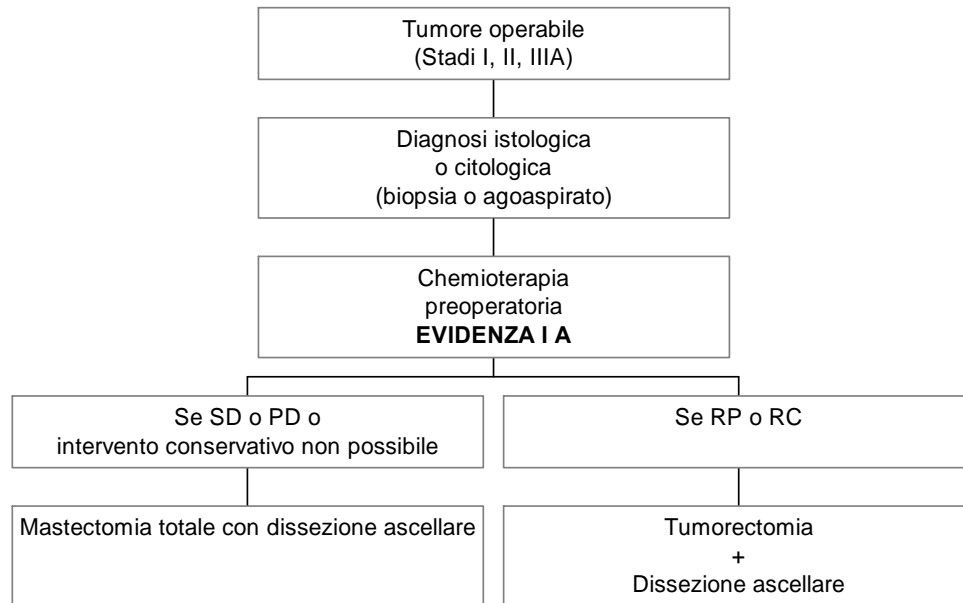 Tumore operabile
(Stadi I, II, IIIA)
Diagnosi istologica
o citologica
(biopsia o agoaspirato)
Chemioterapia
preoperatoria
EVIDENZA I A
Se SD o PD o
intervento conservativo non possibile
Se RP o RC
Mastectomia totale con dissezione ascellare
Tumorectomia
+
Dissezione ascellare